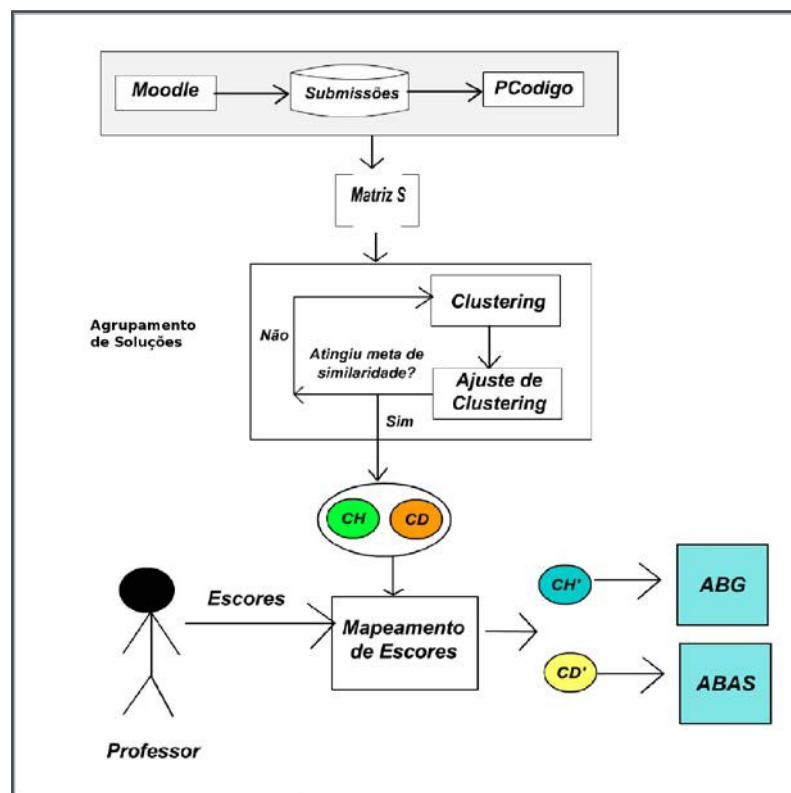 Moodle
Submissões
PCodigo
Matriz S
Agrupamento
de Soluções
Não
Clustering
Atingiu meta de
similaridade?
Ajuste de
Clustering
Sim
CH
CD
Escores
Mapeamento
de Escores
CH'
ABG
CD'
ABAS
Professor